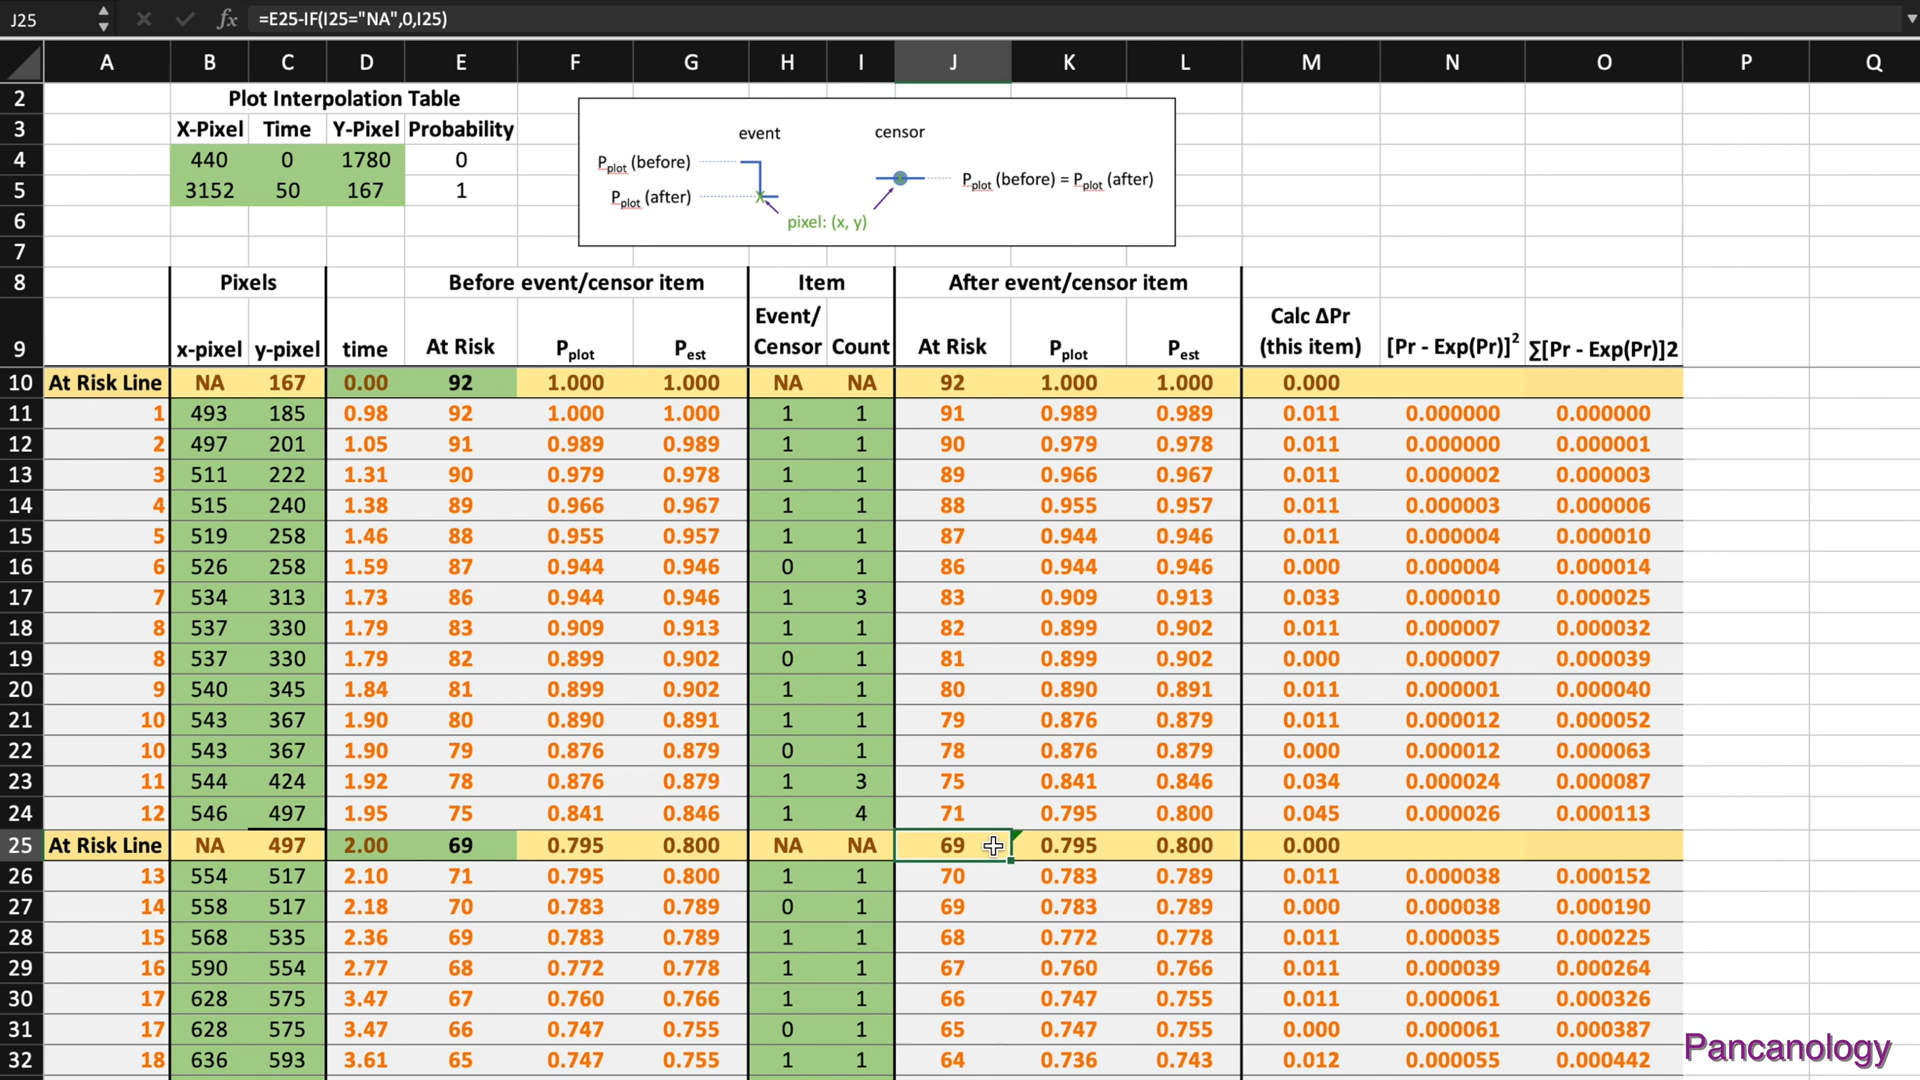 J25 fx =E25-IF(I25="NA",0,I25)
A B C D E F G H I J K L M N O P Q
2 Plot Interpolation Table
3 X-Pixel Time Y-Pixel Probability
4 440 0 1780 0
5 3152 50 167 1
6
7
event censor
Pplot (before)
Pplot (after)
Pplot (before) = Pplot (after)
pixel: (x, y)
8 Pixels Before event/censor item Item After event/censor item
9 x-pixel y-pixel time At Risk Pplot Pest Event/ Censor Count At Risk Pplot Pest Calc ΔPr (this item) [Pr - Exp(Pr)]² ∑[Pr - Exp(Pr)]2
10 At Risk Line NA 167 0.00 92 1.000 1.000 NA NA 92 1.000 1.000 0.000
11 1 493 185 0.98 92 1.000 1.000 1 1 91 0.989 0.989 0.011 0.000000 0.000000
12 2 497 201 1.05 91 0.989 0.989 1 1 90 0.979 0.978 0.011 0.000000 0.000001
13 3 511 222 1.31 90 0.979 0.978 1 1 89 0.966 0.967 0.011 0.000002 0.000003
14 4 515 240 1.38 89 0.966 0.967 1 1 88 0.955 0.957 0.011 0.000003 0.000006
15 5 519 258 1.46 88 0.955 0.957 1 1 87 0.944 0.946 0.011 0.000004 0.000010
16 6 526 258 1.59 87 0.944 0.946 0 1 86 0.944 0.946 0.000 0.000004 0.000014
17 7 534 313 1.73 86 0.944 0.946 1 3 83 0.909 0.913 0.033 0.000010 0.000025
18 8 537 330 1.79 83 0.909 0.913 1 1 82 0.899 0.902 0.011 0.000007 0.000032
19 8 537 330 1.79 82 0.899 0.902 0 1 81 0.899 0.902 0.000 0.000007 0.000039
20 9 540 345 1.84 81 0.899 0.902 1 1 80 0.890 0.891 0.011 0.000001 0.000040
21 10 543 367 1.90 80 0.890 0.891 1 1 79 0.876 0.879 0.011 0.000012 0.000052
22 10 543 367 1.90 79 0.876 0.879 0 1 78 0.876 0.879 0.000 0.000012 0.000063
23 11 544 424 1.92 78 0.876 0.879 1 3 75 0.841 0.846 0.034 0.000024 0.000087
24 12 546 497 1.95 75 0.841 0.846 1 4 71 0.795 0.800 0.045 0.000026 0.000113
25 At Risk Line NA 497 2.00 69 0.795 0.800 NA NA 69 0.795 0.800 0.000
26 13 554 517 2.10 71 0.795 0.800 1 1 70 0.783 0.789 0.011 0.000038 0.000152
27 14 558 517 2.18 70 0.783 0.789 0 1 69 0.783 0.789 0.000 0.000038 0.000190
28 15 568 535 2.36 69 0.783 0.789 1 1 68 0.772 0.778 0.011 0.000035 0.000225
29 16 590 554 2.77 68 0.772 0.778 1 1 67 0.760 0.766 0.011 0.000039 0.000264
30 17 628 575 3.47 67 0.760 0.766 1 1 66 0.747 0.755 0.011 0.000061 0.000326
31 17 628 575 3.47 66 0.747 0.755 0 1 65 0.747 0.755 0.000 0.000061 0.000387
32 18 636 593 3.61 65 0.747 0.755 1 1 64 0.736 0.743 0.012 0.000055 0.000442
Pancanology